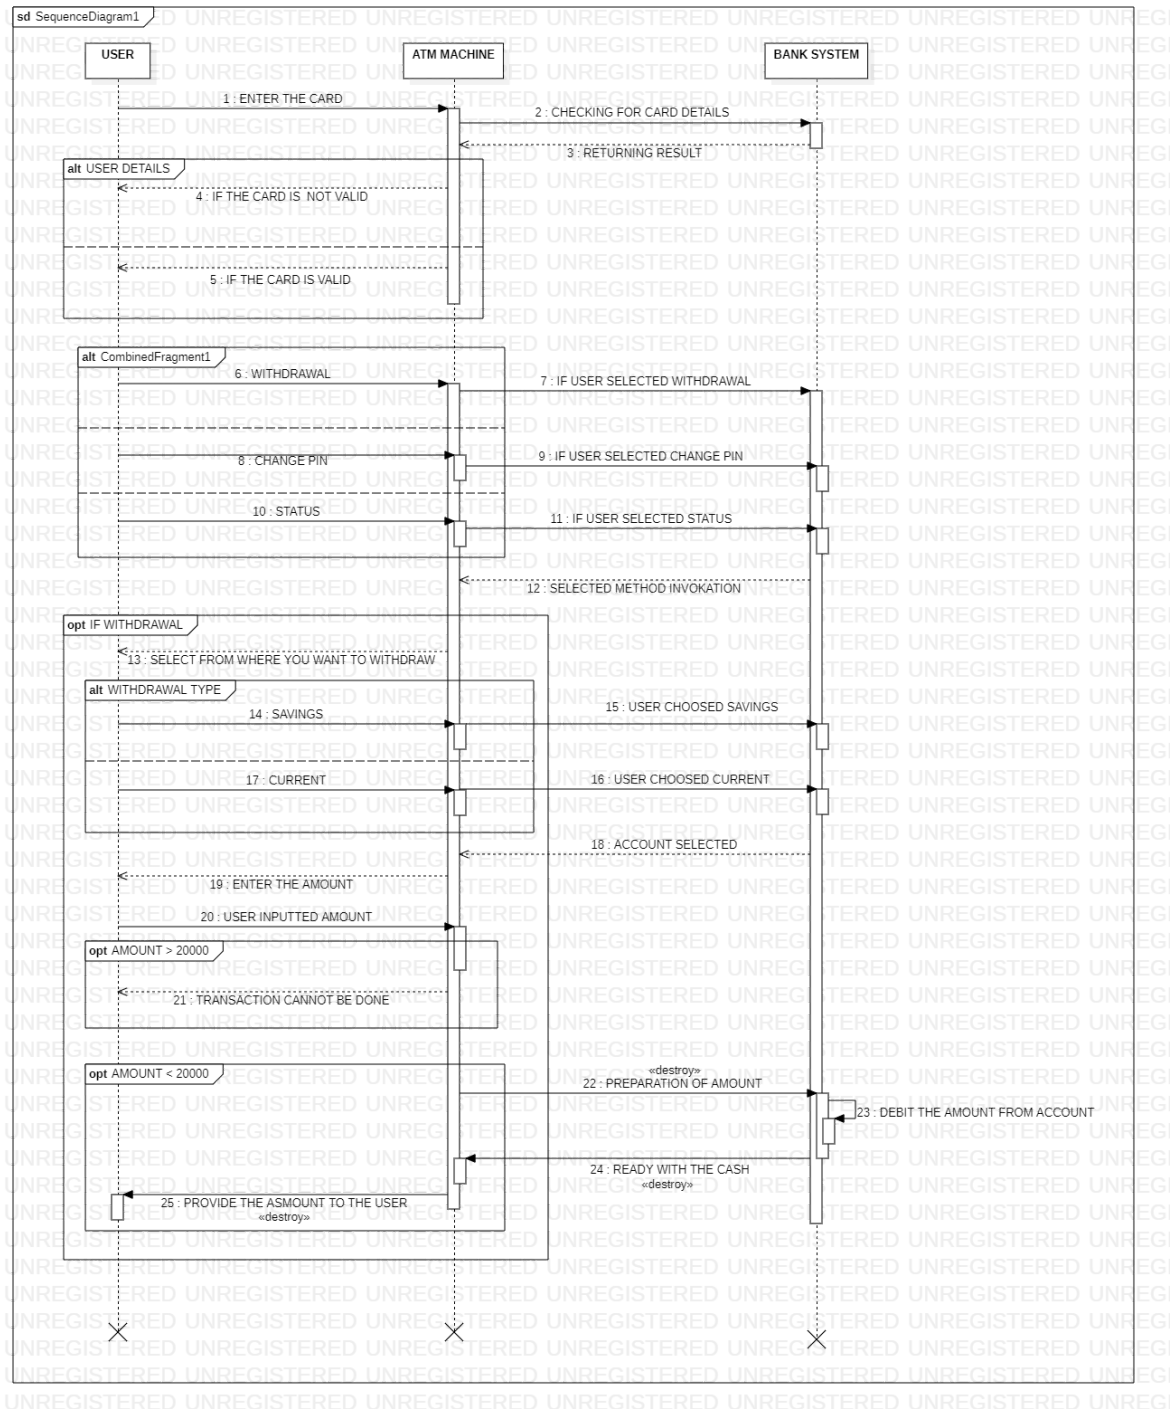 sd SequenceDiagram1
USER
ATM MACHINE
BANK SYSTEM
1 : ENTER THE CARD
2 : CHECKING FOR CARD DETAILS
3 : RETURNING RESULT
alt USER DETAILS
4 : IF THE CARD IS NOT VALID
5 : IF THE CARD IS VALID
alt CombinedFragment1
6 : WITHDRAWAL
7 : IF USER SELECTED WITHDRAWAL
8 : CHANGE PIN
9 : IF USER SELECTED CHANGE PIN
10 : STATUS
11 : IF USER SELECTED STATUS
12 : SELECTED METHOD INVOKATION
opt IF WITHDRAWAL
13 : SELECT FROM WHERE YOU WANT TO WITHDRAW
alt WITHDRAWAL TYPE
14 : SAVINGS
15 : USER CHOOSED SAVINGS
17 : CURRENT
16 : USER CHOOSED CURRENT
18 : ACCOUNT SELECTED
19 : ENTER THE AMOUNT
20 : USER INPUTTED AMOUNT
opt AMOUNT > 20000
21 : TRANSACTION CANNOT BE DONE
opt AMOUNT < 20000
«destroy»
22 : PREPARATION OF AMOUNT
23 : DEBIT THE AMOUNT FROM ACCOUNT
24 : READY WITH THE CASH
«destroy»
25 : PROVIDE THE ASMOUNT TO THE USER
«destroy»
UNREGISTERED